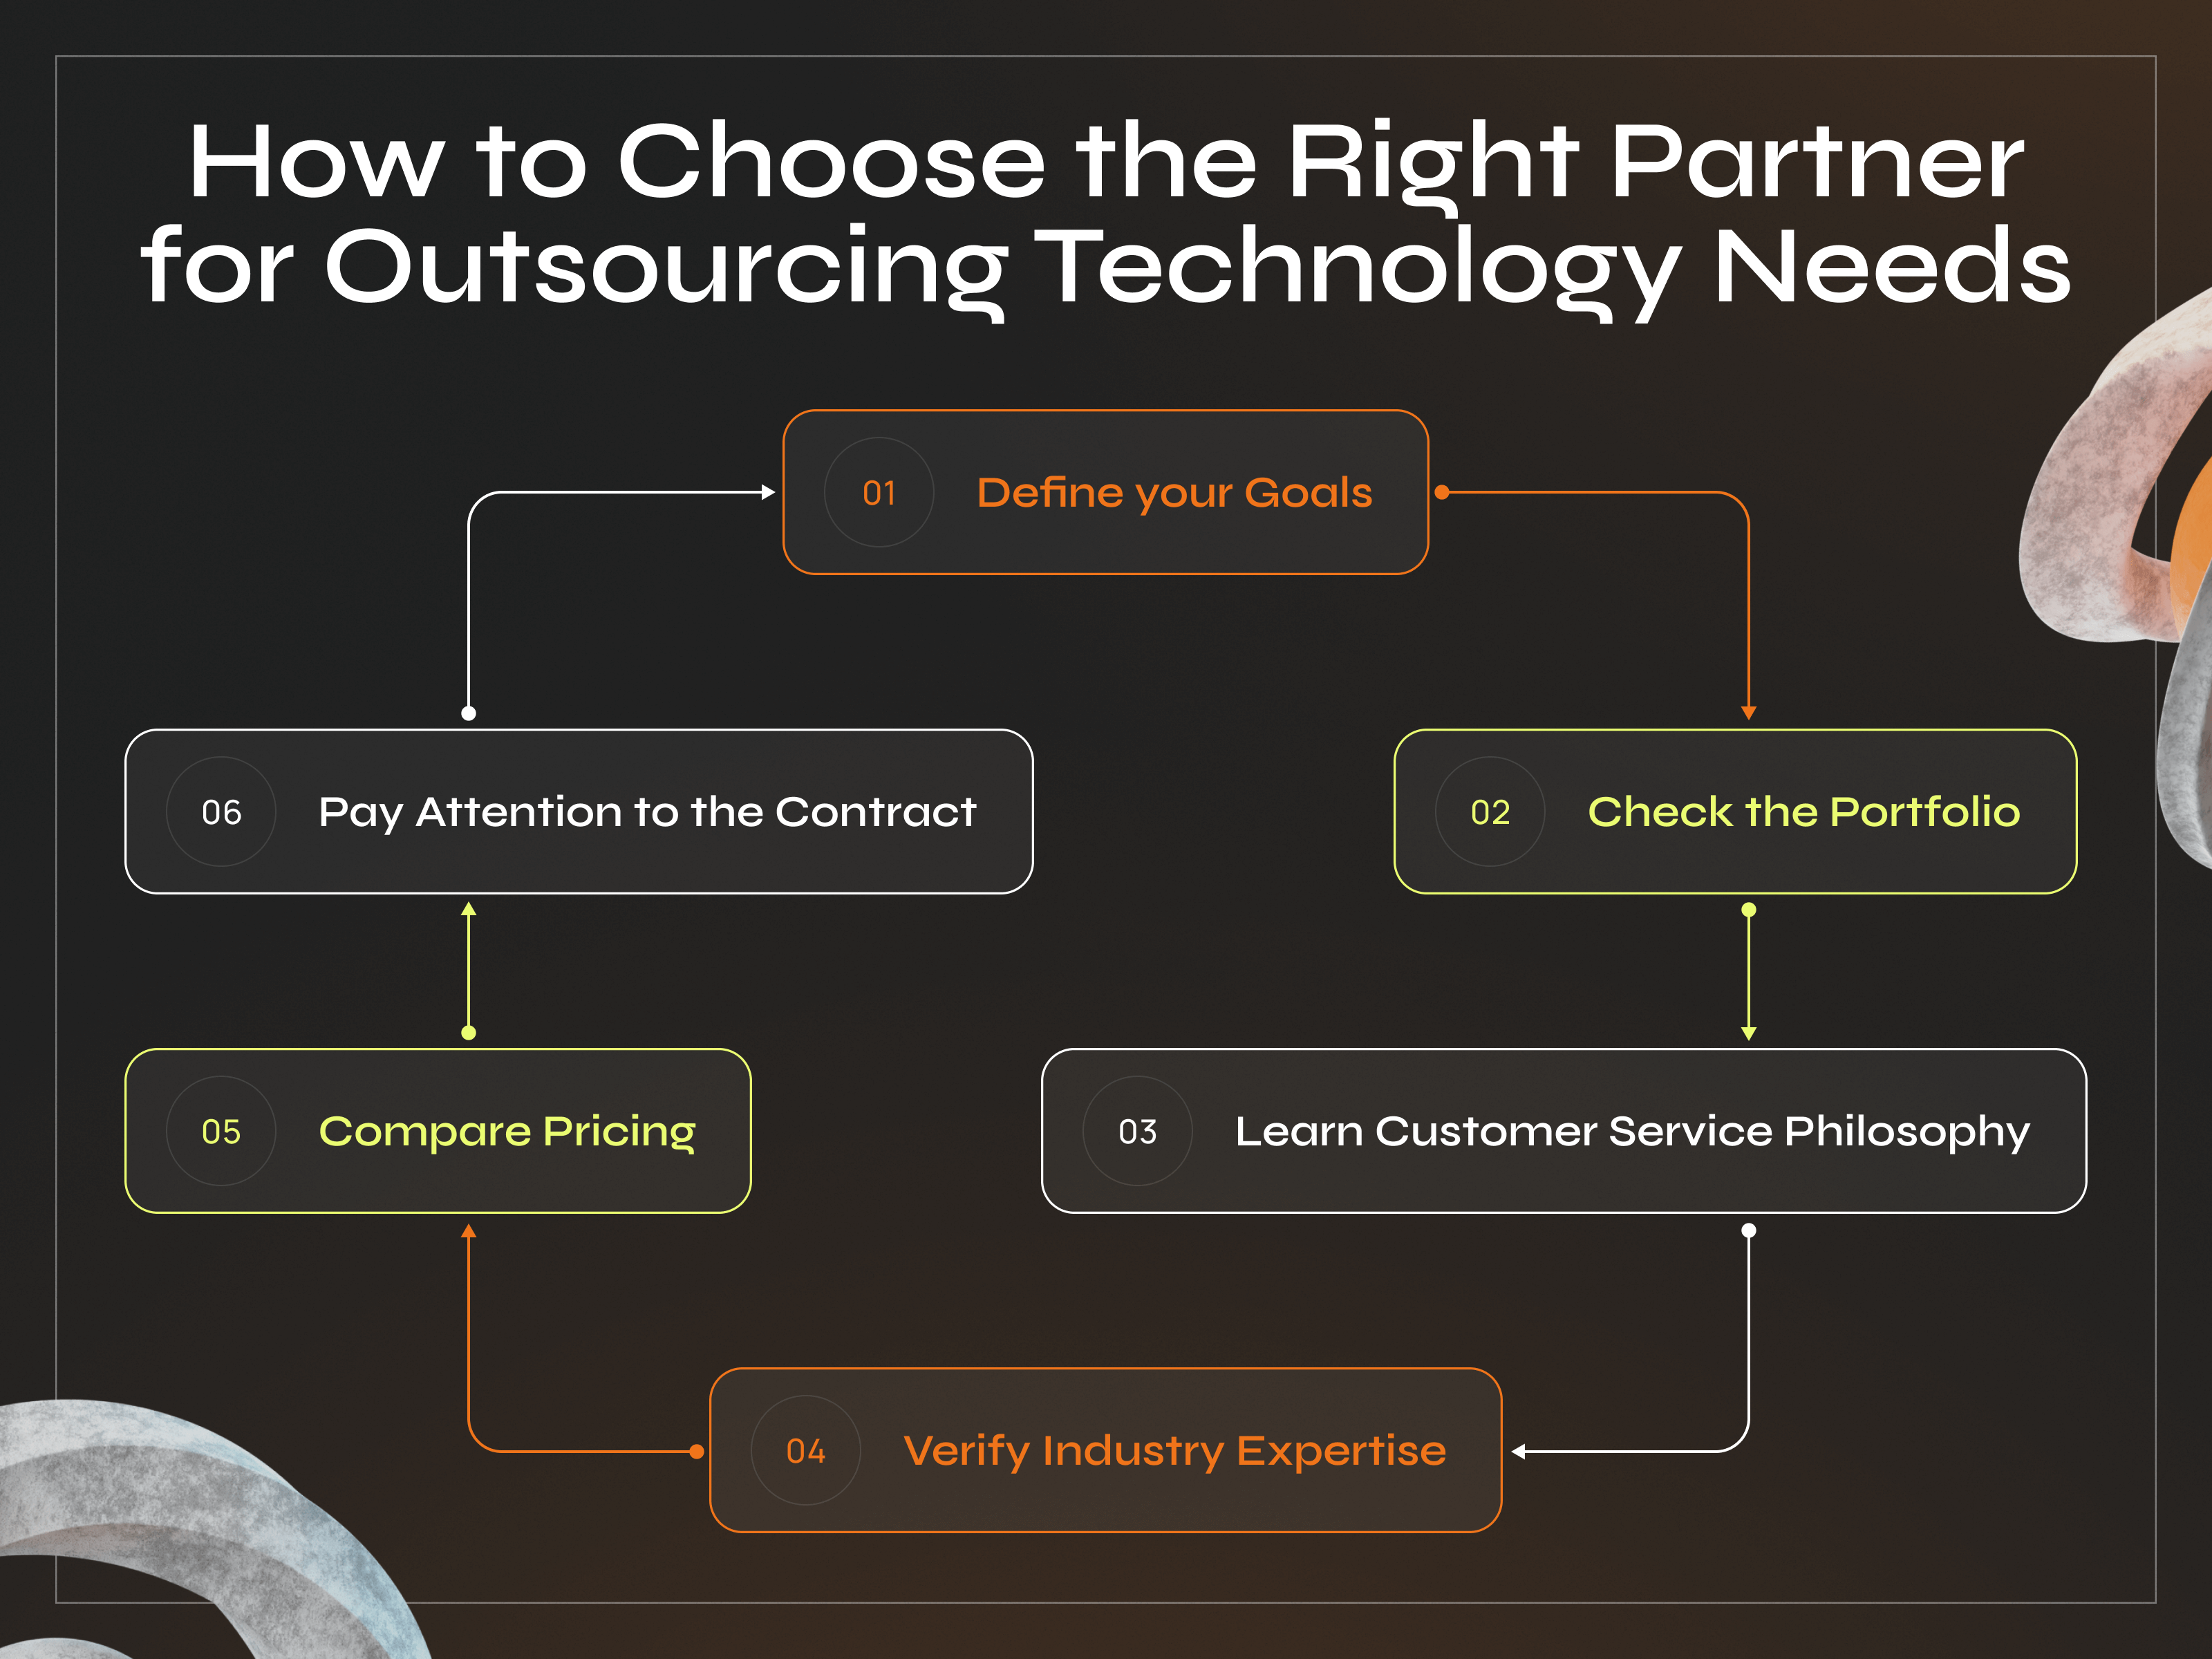 How to Choose the Right Partner
for Outsourcing Technology Needs
01 Define your Goals
02 Check the Portfolio
03 Learn Customer Service Philosophy
04 Verify Industry Expertise
05 Compare Pricing
06 Pay Attention to the Contract